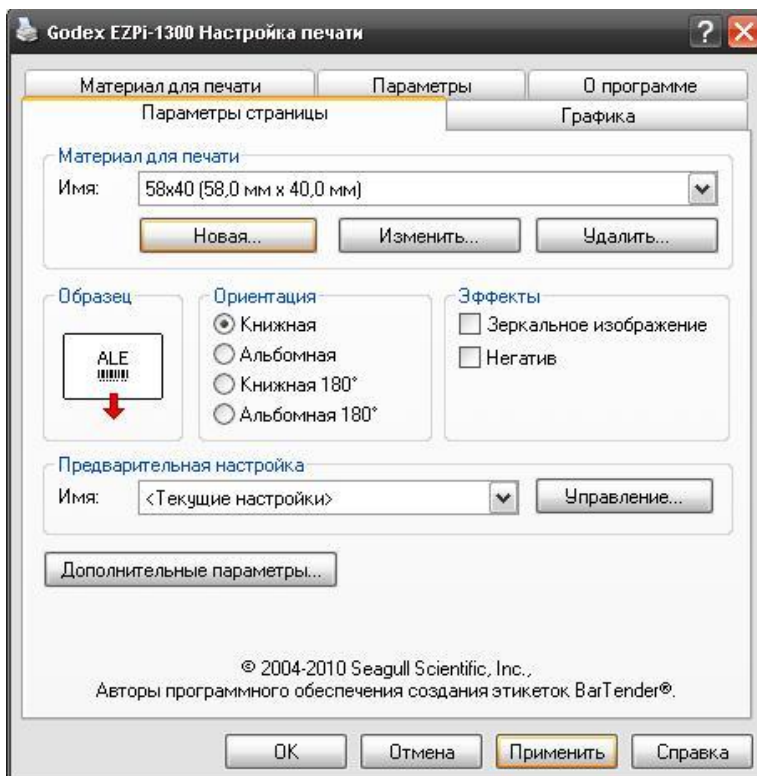 Godex EZPi-1300 Настройка печати
Материал для печати
Параметры
О программе
Параметры страницы
Графика
Материал для печати
Имя:
58x40 (58,0 мм x 40,0 мм)
Новая...
Изменить...
Удалить...
Образец
ALE
Ориентация
Книжная
Альбомная
Книжная 180°
Альбомная 180°
Эффекты
Зеркальное изображение
Негатив
Предварительная настройка
Имя:
<Текущие настройки>
Управление...
Дополнительные параметры...
© 2004-2010 Seagull Scientific, Inc.,
Авторы программного обеспечения создания этикеток BarTender®.
OK
Отмена
Применить
Справка